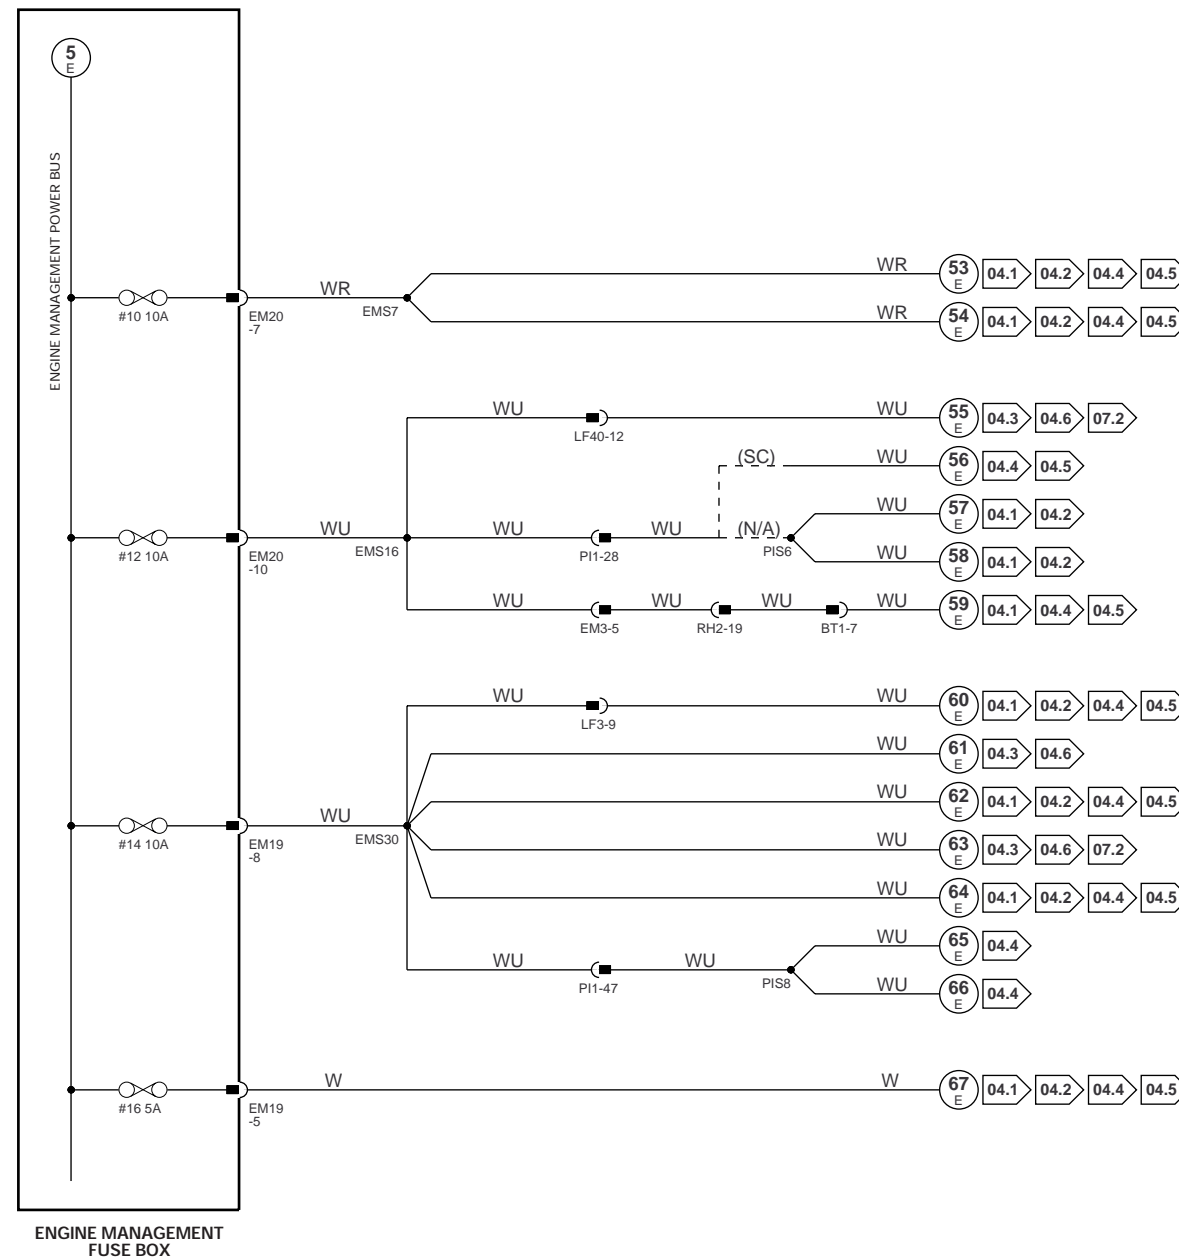 5
E
ENGINE MANAGEMENT POWER BUS
WR
53
E
04.1 04.2 04.4 04.5
WR
#10 10A
EM20
-7
EMS7
WR
54
E
04.1 04.2 04.4 04.5
WU
LF40-12
WU
55
E
04.3 04.6 07.2
(SC)
WU
56
E
04.4 04.5
WU
57
E
04.1 04.2
#12 10A
EM20
-10
WU
EMS16
WU
PI1-28
WU
(N/A)
PIS6
WU
58
E
04.1 04.2
WU
EM3-5
WU
RH2-19
WU
BT1-7
WU
59
E
04.1 04.4 04.5
WU
LF3-9
WU
60
E
04.1 04.2 04.4 04.5
WU
61
E
04.3 04.6
WU
62
E
04.1 04.2 04.4 04.5
#14 10A
EM19
-8
WU
EMS30
WU
63
E
04.3 04.6 07.2
WU
64
E
04.1 04.2 04.4 04.5
WU
65
E
04.4
WU
PI1-47
WU
PIS8
WU
66
E
04.4
#16 5A
EM19
-5
W
W
67
E
04.1 04.2 04.4 04.5
ENGINE MANAGEMENT
FUSE BOX